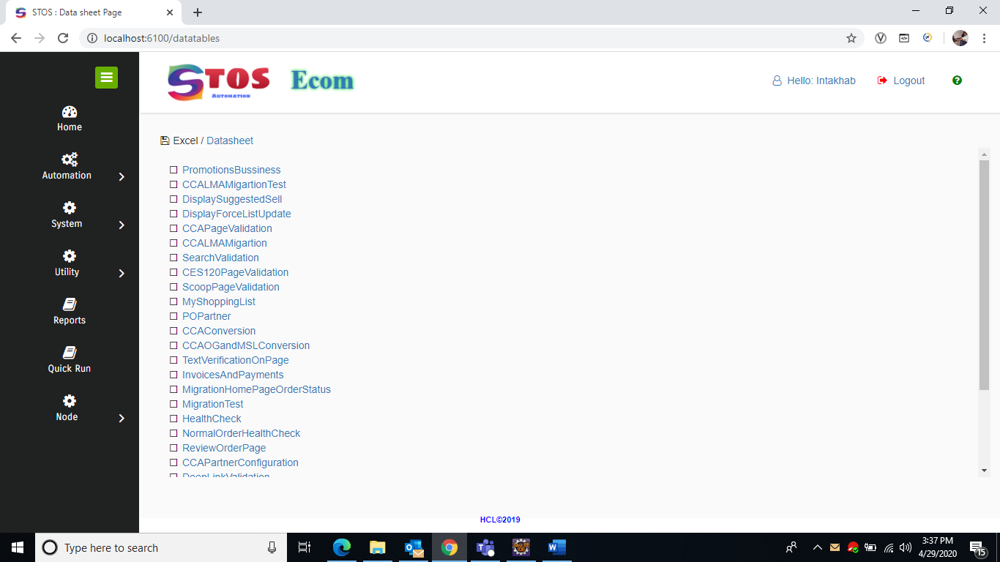 STOS : Data sheet Page
localhost:6100/datatables
STOS
AUTOMATION
Ecom
Hello: Intakhab
Logout
Home
Automation
System
Utility
Reports
Quick Run
Node
Excel / Datasheet
PromotionsBussiness
CCALMAMigartionTest
DisplaySuggestedSell
DisplayForceListUpdate
CCAPageValidation
CCALMAMigartion
SearchValidation
CES120PageValidation
ScoopPageValidation
MyShoppingList
POPartner
CCAConversion
CCAOGandMSLConversion
TextVerificationOnPage
InvoicesAndPayments
MigrationHomePageOrderStatus
MigrationTest
HealthCheck
NormalOrderHealthCheck
ReviewOrderPage
CCAPartnerConfiguration
DeepLinkValidation
HCL©2019
Type here to search
3:37 PM
4/29/2020
15